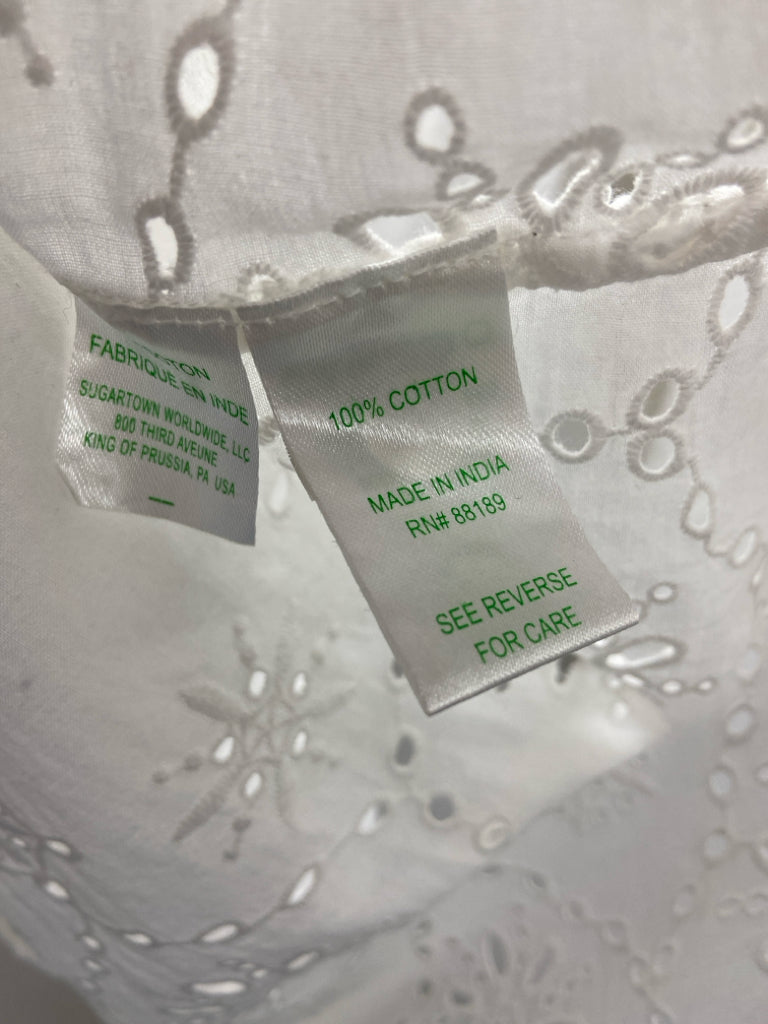 FABRIQUE EN INDE
SUGARTOWN WORLDWIDE, LLC
800 THIRD AVEUNE
KING OF PRUSSIA, PA USA
100% COTTON
MADE IN INDIA
RN# 88189
SEE REVERSE
FOR CARE